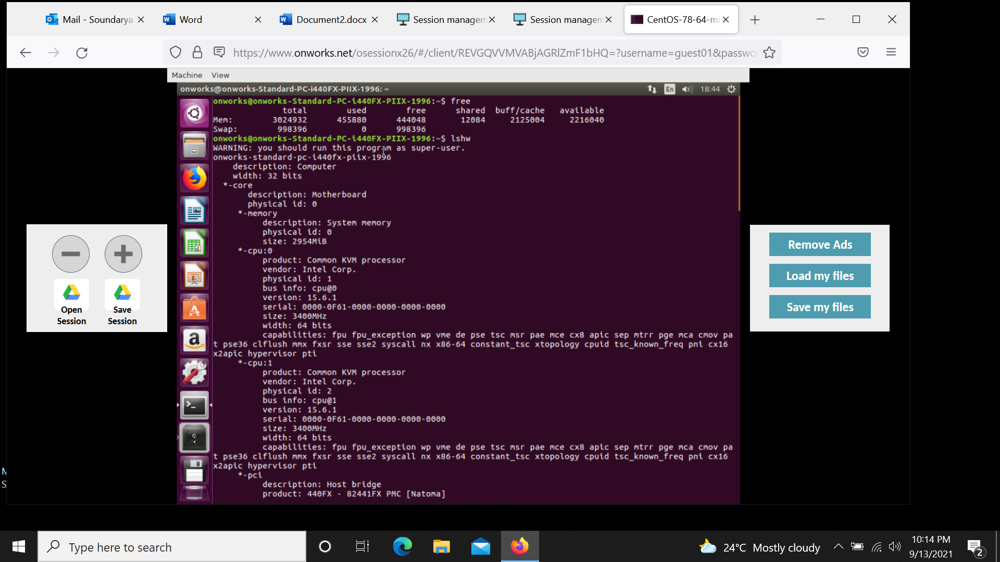 Mail - Soundarya
Word
Document2.docx
Session managem
Session managem
CentOS-78-64-mi
https://www.onworks.net/osessionx26/#/client/REVGQVVMVABjAGRlZmF1bHQ=?username=guest01&passwo
Machine View
onworks@onworks-Standard-PC-i440FX-PIIX-1996: ~
En
18:44
onworks@onworks-Standard-PC-i440FX-PIIX-1996:~$ free
              total        used        free      shared  buff/cache   available
Mem:        3024932      455880      444048       12084     2125004     2216040
Swap:        998396           0      998396
onworks@onworks-Standard-PC-i440FX-PIIX-1996:~$ lshw
WARNING: you should run this program as super-user.
onworks-standard-pc-i440fx-piix-1996
    description: Computer
    width: 32 bits
  *-core
       description: Motherboard
       physical id: 0
     *-memory
          description: System memory
          physical id: 0
          size: 2954MiB
     *-cpu:0
          product: Common KVM processor
          vendor: Intel Corp.
          physical id: 1
          bus info: cpu@0
          version: 15.6.1
          serial: 0000-0F61-0000-0000-0000-0000
          size: 3400MHz
          width: 64 bits
          capabilities: fpu fpu_exception wp vme de pse tsc msr pae mce cx8 apic sep mtrr pge mca cmov pa
t pse36 clflush mmx fxsr sse sse2 syscall nx x86-64 constant_tsc xtopology cpuid tsc_known_freq pni cx16
x2apic hypervisor pti
     *-cpu:1
          product: Common KVM processor
          vendor: Intel Corp.
          physical id: 2
          bus info: cpu@1
          version: 15.6.1
          serial: 0000-0F61-0000-0000-0000-0000
          size: 3400MHz
          width: 64 bits
          capabilities: fpu fpu_exception wp vme de pse tsc msr pae mce cx8 apic sep mtrr pge mca cmov pa
t pse36 clflush mmx fxsr sse sse2 syscall nx x86-64 constant_tsc xtopology cpuid tsc_known_freq pni cx16
x2apic hypervisor pti
     *-pci
          description: Host bridge
          product: 440FX - 82441FX PMC [Natoma]
Open
Session
Save
Session
Remove Ads
Load my files
Save my files
Type here to search
24°C Mostly cloudy
10:14 PM
9/13/2021
2